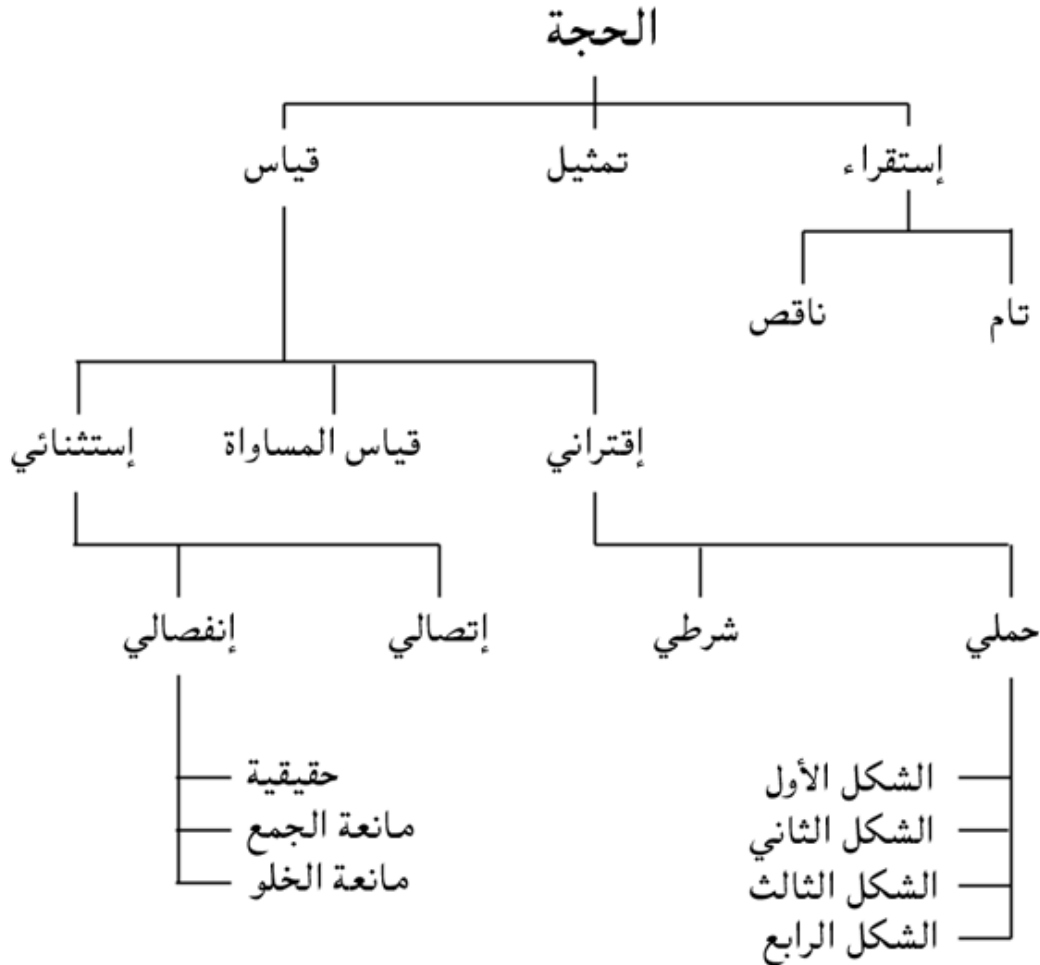 الحجة
إستقراء تمثيل قياس
تام ناقص
إقتراني قياس المساواة إستثنائي
حملي شرطي إتصالي إنفصالي
الشكل الأول
الشكل الثاني
الشكل الثالث
الشكل الرابع
حقيقية
مانعة الجمع
مانعة الخلو